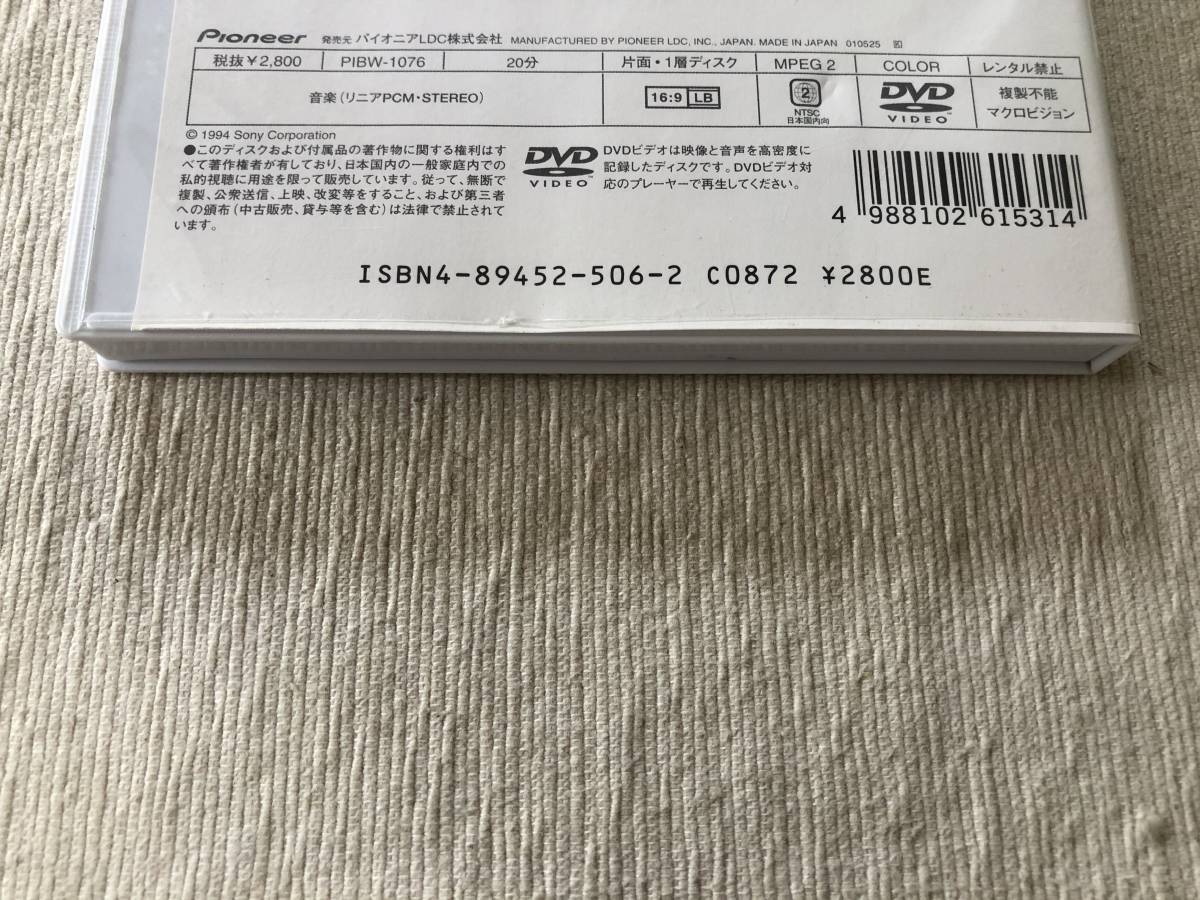 Pioneer 発売元 パイオニアLDC株式会社 MANUFACTURED BY PIONEER LDC, INC., JAPAN. MADE IN JAPAN 010525
税抜¥2,800 PIBW-1076 20分 片面・1層ディスク MPEG 2 COLOR レンタル禁止
音楽(リニアPCM・STEREO) 16:9 LB 2 NTSC 日本国内向 DVD VIDEO 複製不能 マクロビジョン
© 1994 Sony Corporation
●このディスクおよび付属品の著作物に関する権利はす
べて著作権者が有しており、日本国内の一般家庭内での
私的視聴に用途を限って販売しています。従って、無断で
複製、公衆送信、上映、改変等をすること、および第三者
への頒布(中古販売、貸与等を含む)は法律で禁止されて
います。
DVD VIDEO
DVDビデオは映像と音声を高密度に
記録したディスクです。DVDビデオ対
応のプレーヤーで再生してください。
4 988102 615314
ISBN4-89452-506-2 C0872 ¥2800E